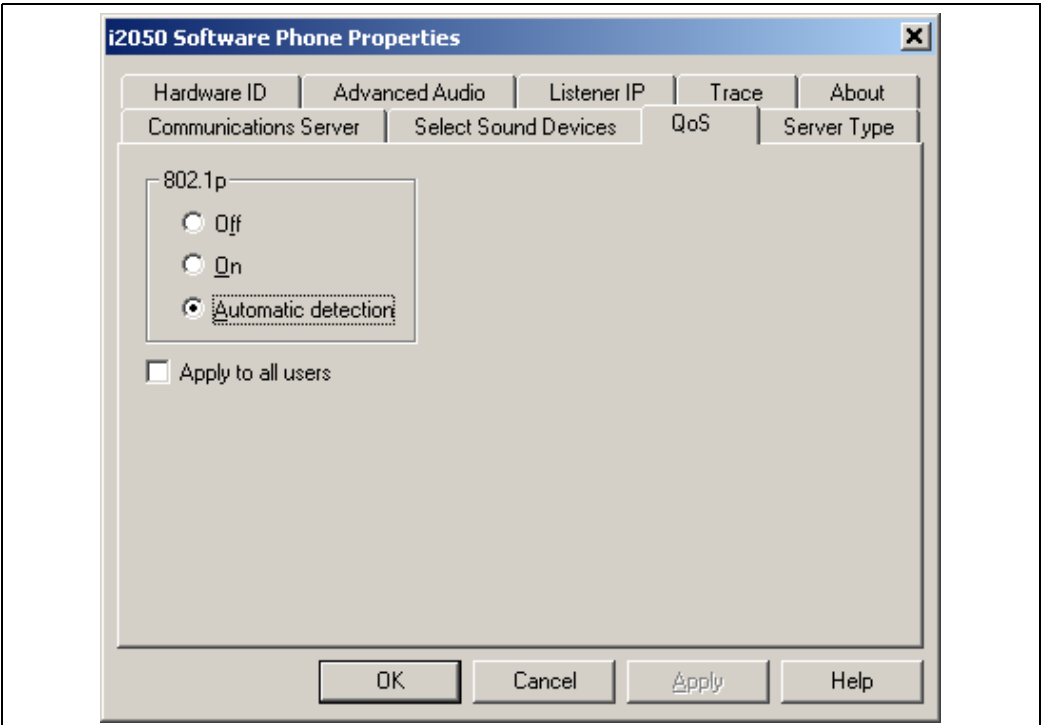 i2050 Software Phone Properties
Hardware ID Advanced Audio Listener IP Trace About
Communications Server Select Sound Devices QoS Server Type
802.1p
Off
On
Automatic detection
Apply to all users
OK Cancel Apply Help